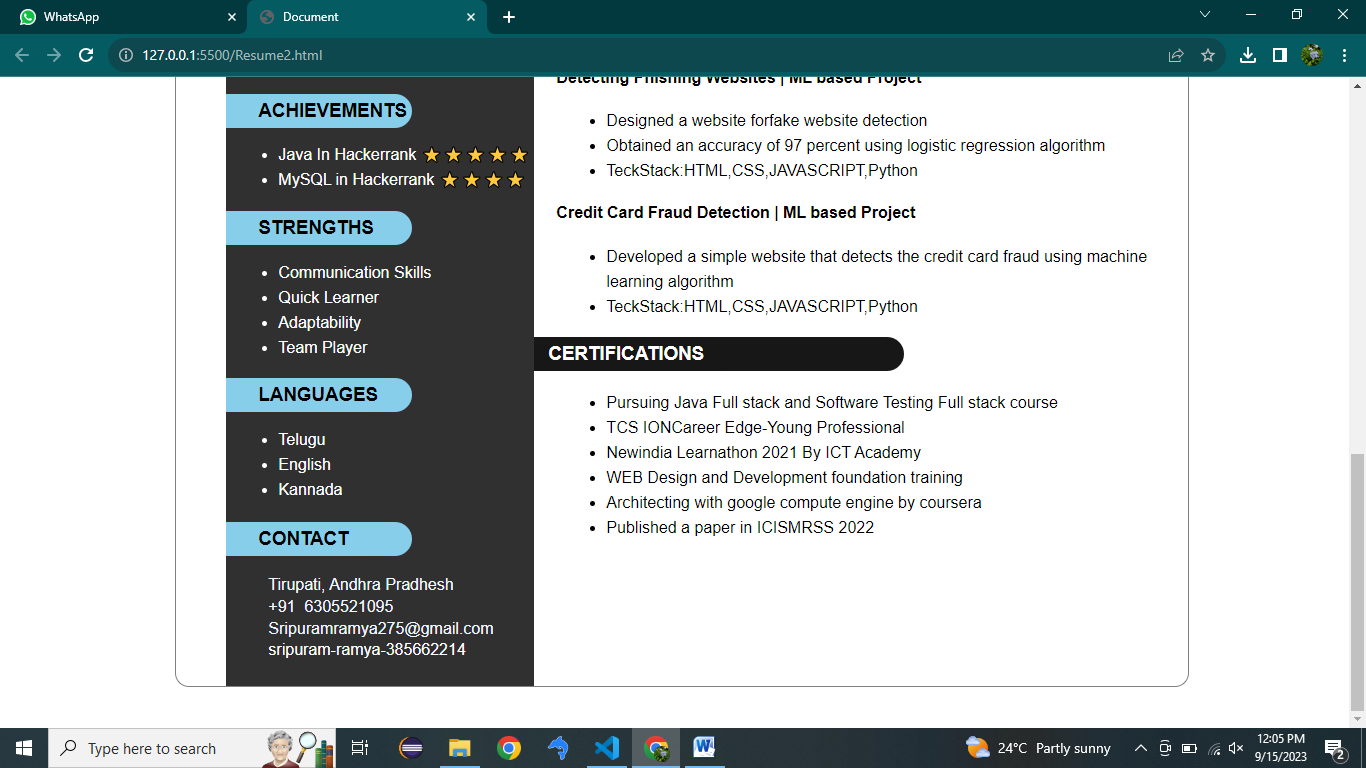 WhatsApp
Document
127.0.0.1:5500/Resume2.html
ACHIEVEMENTS
Java In Hackerrank
MySQL in Hackerrank
STRENGTHS
Communication Skills
Quick Learner
Adaptability
Team Player
LANGUAGES
Telugu
English
Kannada
CONTACT
Tirupati, Andhra Pradhesh
+91 6305521095
Sripuramramya275@gmail.com
sripuram-ramya-385662214
Detecting Phishing Websites | ML based Project
Designed a website forfake website detection
Obtained an accuracy of 97 percent using logistic regression algorithm
TeckStack:HTML,CSS,JAVASCRIPT,Python
Credit Card Fraud Detection | ML based Project
Developed a simple website that detects the credit card fraud using machine
learning algorithm
TeckStack:HTML,CSS,JAVASCRIPT,Python
CERTIFICATIONS
Pursuing Java Full stack and Software Testing Full stack course
TCS IONCareer Edge-Young Professional
Newindia Learnathon 2021 By ICT Academy
WEB Design and Development foundation training
Architecting with google compute engine by coursera
Published a paper in ICISMRSS 2022
Type here to search
24°C Partly sunny
12:05 PM
9/15/2023
2